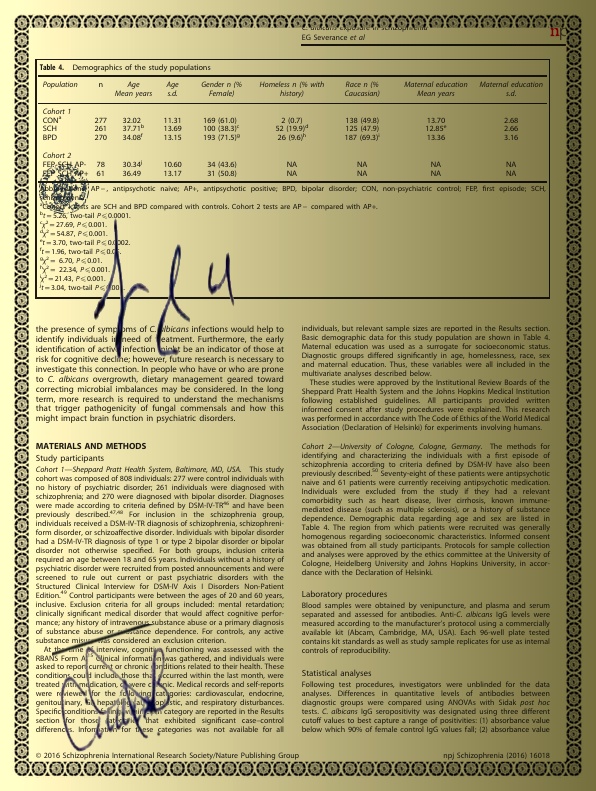 C. albicans exposure in schizophrenia
EG Severance et al
np
Table 4. Demographics of the study populations
Population n Age Mean years Age s.d. Gender n (% Female) Homeless n (% with history) Race n (% Caucasian) Maternal education Mean years Maternal education s.d.
Cohort 1
CONª 277 32.02 11.31 169 (61.0) 2 (0.7) 138 (49.8) 13.70 2.68
SCH 261 37.71ᵇ 13.69 100 (38.3)ᶜ 52 (19.9)ᵈ 125 (47.9) 12.85ᵉ 2.66
BPD 270 34.08ᶠ 13.15 193 (71.5)ᵍ 26 (9.6)ʰ 187 (69.3)ⁱ 13.36 3.16
Cohort 2
FEP SCH AP- 78 30.34ʲ 10.60 34 (43.6) NA NA NA NA
SCH AP+ 61 36.49 13.17 31 (50.8) NA NA NA NA
AP−, antipsychotic naive; AP+, antipsychotic positive; BPD, bipolar disorder; CON, non-psychiatric control; FEP, first episode; SCH,
are SCH and BPD compared with controls. Cohort 2 tests are AP− compared with AP+.
ᵇt = 5.26, two-tail P⩽0.0001.
ᶜχ² = 27.69, P⩽0.001.
ᵈχ² = 54.87, P⩽0.001.
ᵉt = 3.70, two-tail P⩽0.0002.
ᶠt = 1.96, two-tail
ᵍχ² = 6.70, P⩽0.01.
ʰχ² = 22.34, P⩽0.001.
ⁱχ² = 21.43, P⩽0.001.
ʲt = 3.04, two-tail
the presence of symptoms of C. albicans infections would help to
identify individuals in need of treatment. Furthermore, the early
identification of active infection might be an indicator of those at
risk for cognitive decline; however, future research is necessary to
investigate this connection. In people who have or who are prone
to C. albicans overgrowth, dietary management geared toward
correcting microbial imbalances may be considered. In the long
term, more research is required to understand the mechanisms
that trigger pathogenicity of fungal commensals and how this
might impact brain function in psychiatric disorders.
MATERIALS AND METHODS
Study participants
Cohort 1—Sheppard Pratt Health System, Baltimore, MD, USA. This study
cohort was composed of 808 individuals: 277 were control individuals with
no history of psychiatric disorder; 261 individuals were diagnosed with
schizophrenia; and 270 were diagnosed with bipolar disorder. Diagnoses
were made according to criteria defined by DSM-IV-TR⁴⁶ and have been
previously described.⁴⁷,⁴⁸ For inclusion in the schizophrenia group,
individuals received a DSM-IV-TR diagnosis of schizophrenia, schizophreni-
form disorder, or schizoaffective disorder. Individuals with bipolar disorder
had a DSM-IV-TR diagnosis of type 1 or type 2 bipolar disorder or bipolar
disorder not otherwise specified. For both groups, inclusion criteria
required an age between 18 and 65 years. Individuals without a history of
psychiatric disorder were recruited from posted announcements and were
screened to rule out current or past psychiatric disorders with the
Structured Clinical Interview for DSM-IV Axis I Disorders Non-Patient
Edition.⁴⁹ Control participants were between the ages of 20 and 60 years,
inclusive. Exclusion criteria for all groups included: mental retardation;
clinically significant medical disorder that would affect cognitive perfor-
mance; any history of intravenous substance abuse or a primary diagnosis
of substance abuse or substance dependence. For controls, any active
substance misuse was considered an exclusion criterion.
At the time of interview, cognitive functioning was assessed with the
RBANS Form A. Medical information was gathered, and individuals were
asked to report current or chronic conditions related to their health. These
conditions could include those that occurred within the last month, were
treated by medication, or were chronic. Medical records and self-reports
were reviewed for the following categories: cardiovascular, endocrine,
genitourinary, hepatic, neoplastic, and respiratory disturbances.
Specific conditions in each category are reported in the Results
section for those categories that exhibited significant case–control
differences. Information for these categories was not available for all
individuals, but relevant sample sizes are reported in the Results section.
Basic demographic data for this study population are shown in Table 4.
Maternal education was used as a surrogate for socioeconomic status.
Diagnostic groups differed significantly in age, homelessness, race, sex
and maternal education. Thus, these variables were all included in the
multivariate analyses described below.
These studies were approved by the Institutional Review Boards of the
Sheppard Pratt Health System and the Johns Hopkins Medical Institution
following established guidelines. All participants provided written
informed consent after study procedures were explained. This research
was performed in accordance with The Code of Ethics of the World Medical
Association (Declaration of Helsinki) for experiments involving humans.
Cohort 2—University of Cologne, Cologne, Germany. The methods for
identifying and characterizing the individuals with a first episode of
schizophrenia according to criteria defined by DSM-IV have also been
previously described.⁵⁰ Seventy-eight of these patients were antipsychotic
naive and 61 patients were currently receiving antipsychotic medication.
Individuals were excluded from the study if they had a relevant
comorbidity such as heart disease, liver cirrhosis, known immune-
mediated disease (such as multiple sclerosis), or a history of substance
dependence. Demographic data regarding age and sex are listed in
Table 4. The region from which patients were recruited was generally
homogenous regarding socioeconomic characteristics. Informed consent
was obtained from all study participants. Protocols for sample collection
and analyses were approved by the ethics committee at the University of
Cologne, Heidelberg University and Johns Hopkins University, in accor-
dance with the Declaration of Helsinki.
Laboratory procedures
Blood samples were obtained by venipuncture, and plasma and serum
separated and assessed for antibodies. Anti-C. albicans IgG levels were
measured according to the manufacturer's protocol using a commercially
available kit (Abcam, Cambridge, MA, USA). Each 96-well plate tested
contains kit standards as well as study sample replicates to use as internal
controls of reproducibility.
Statistical analyses
Following test procedures, investigators were unblinded for the data
analyses. Differences in quantitative levels of antibodies between
diagnostic groups were compared using ANOVAs with Sidak post hoc
tests. C. albicans IgG seropositivity was designated using three different
cutoff values to best capture a range of positivities: (1) absorbance value
below which 90% of female control IgG values fall; (2) absorbance value
© 2016 Schizophrenia International Research Society/Nature Publishing Group
npj Schizophrenia (2016) 16018